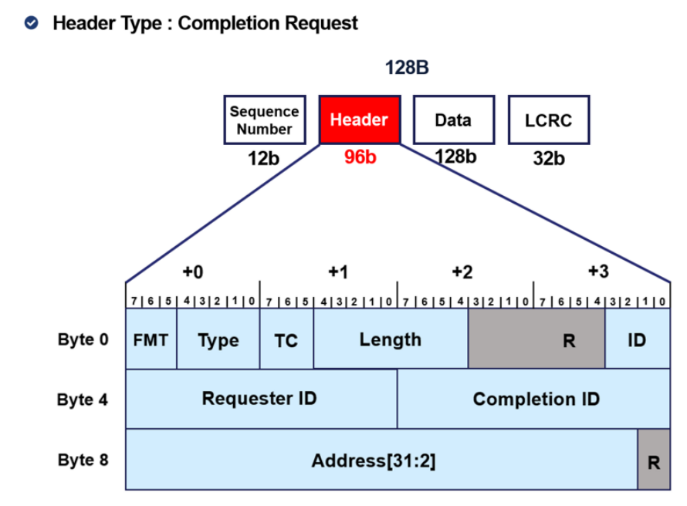 Header Type : Completion Request
128B
Sequence
Number
Header
Data
LCRC
12b
96b
128b
32b
+0
+1
+2
+3
7|6|5|4|3|2|1|0|7|6|5|4|3|2|1|0|7|6|5|4|3|2|1|0|7|6|5|4|3|2|1|0
Byte 0
FMT
Type
TC
Length
R
ID
Byte 4
Requester ID
Completion ID
Byte 8
Address[31:2]
R